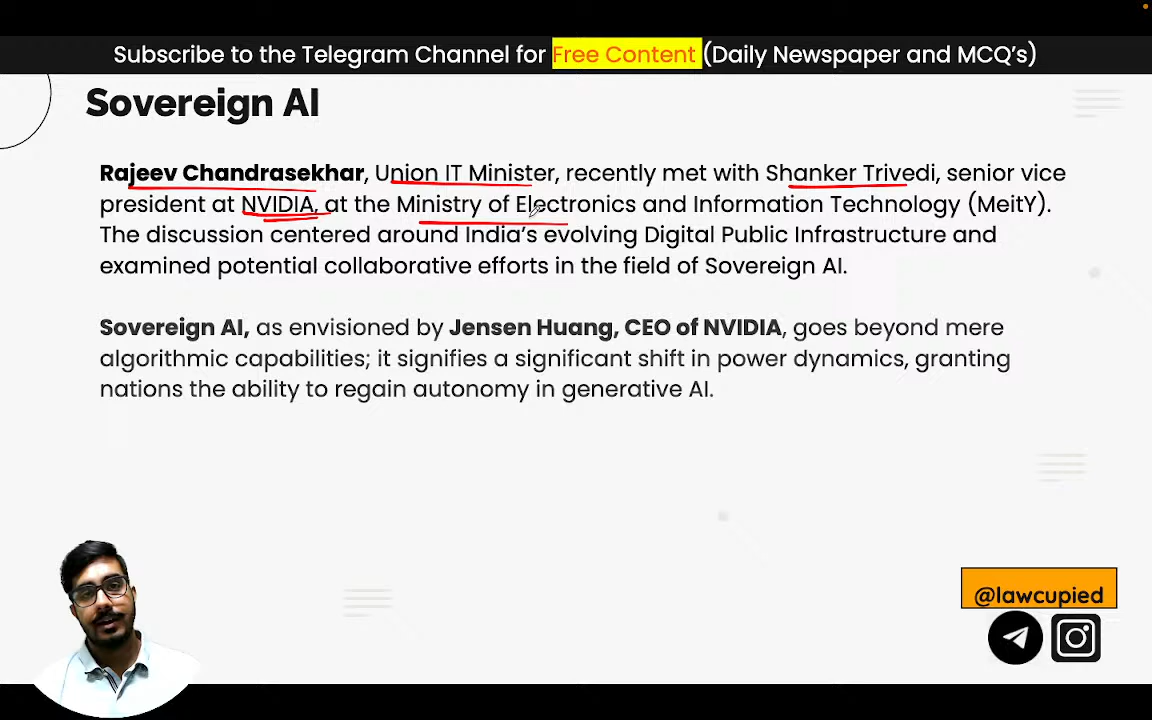 Subscribe to the Telegram Channel for Free Content (Daily Newspaper and MCQ's)
Sovereign AI
Rajeev Chandrasekhar, Union IT Minister, recently met with Shanker Trivedi, senior vice
president at NVIDIA, at the Ministry of Electronics and Information Technology (MeitY).
The discussion centered around India's evolving Digital Public Infrastructure and
examined potential collaborative efforts in the field of Sovereign AI.
Sovereign AI, as envisioned by Jensen Huang, CEO of NVIDIA, goes beyond mere
algorithmic capabilities; it signifies a significant shift in power dynamics, granting
nations the ability to regain autonomy in generative AI.
@lawcupied